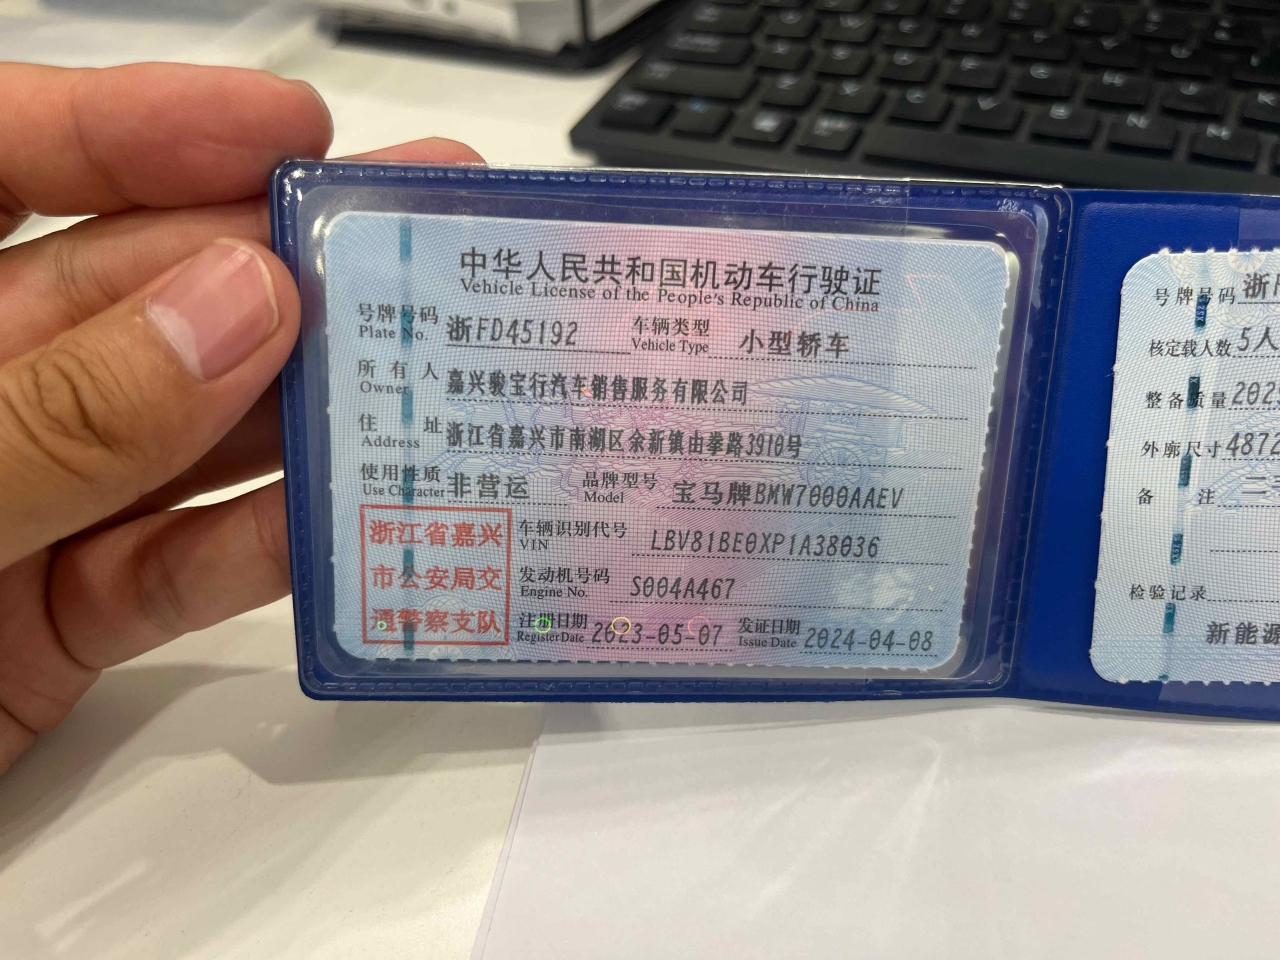 中华人民共和国机动车行驶证
Vehicle License of the People's Republic of China
号牌号码 浙FD45192 车辆类型 小型轿车
Plate No. Vehicle Type
所有人 嘉兴骏宝行汽车销售服务有限公司
Owner
住址 浙江省嘉兴市南湖区余新镇由拳路3910号
Address
使用性质 非营运 品牌型号 宝马牌BMW7000AAEV
Use Character Model
浙江省嘉兴
市公安局交
通警察支队
车辆识别代号 LBV81BE0XP1A38036
VIN
发动机号码 S004A467
Engine No.
注册日期 2023-05-07 发证日期 2024-04-08
Register Date Issue Date
号牌号码 浙
核定载人数 5人
整备质量 202
外廓尺寸 487
备注
检验记录
新能源